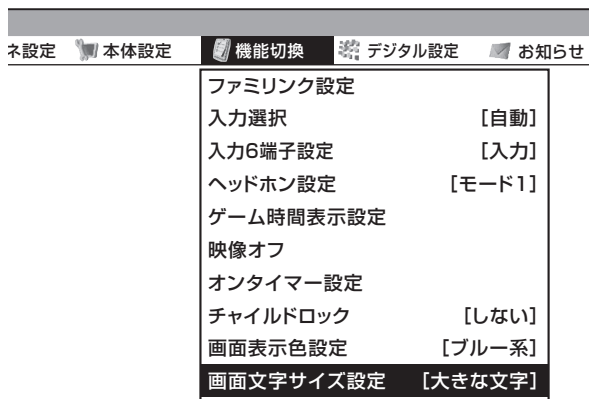 ネ設定 本体設定 機能切換 デジタル設定 お知らせ
ファミリンク設定
入力選択 [自動]
入力6端子設定 [入力]
ヘッドホン設定 [モード1]
ゲーム時間表示設定
映像オフ
オンタイマー設定
チャイルドロック [しない]
画面表示色設定 [ブルー系]
画面文字サイズ設定 [大きな文字]